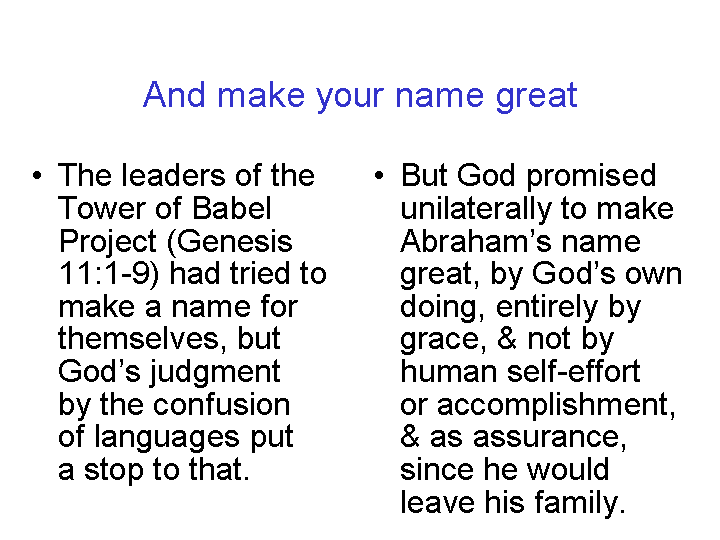 And make your name great
• The leaders of the
Tower of Babel
Project (Genesis
11:1-9) had tried to
make a name for
themselves, but
God’s judgment
by the confusion
of languages put
a stop to that.
• But God promised
unilaterally to make
Abraham’s name
great, by God’s own
doing, entirely by
grace, & not by
human self-effort
or accomplishment,
& as assurance,
since he would
leave his family.